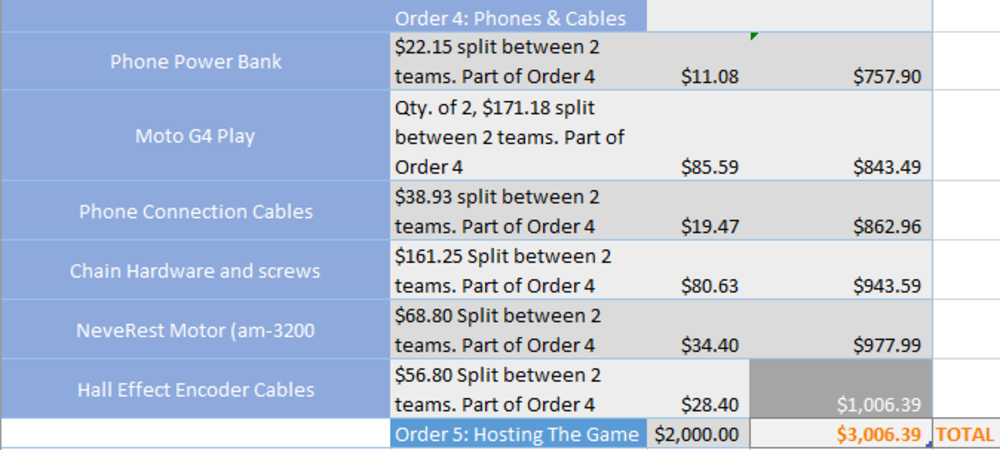 Order 4: Phones & Cables
Phone Power Bank
$22.15 split between 2
teams. Part of Order 4
$11.08
$757.90
Moto G4 Play
Qty. of 2, $171.18 split
between 2 teams. Part of
Order 4
$85.59
$843.49
Phone Connection Cables
$38.93 split between 2
teams. Part of Order 4
$19.47
$862.96
Chain Hardware and screws
$161.25 Split between 2
teams. Part of Order 4
$80.63
$943.59
NeveRest Motor (am-3200
$68.80 Split between 2
teams. Part of Order 4
$34.40
$977.99
Hall Effect Encoder Cables
$56.80 Split between 2
teams. Part of Order 4
$28.40
$1,006.39
Order 5: Hosting The Game
$2,000.00
$3,006.39
TOTAL